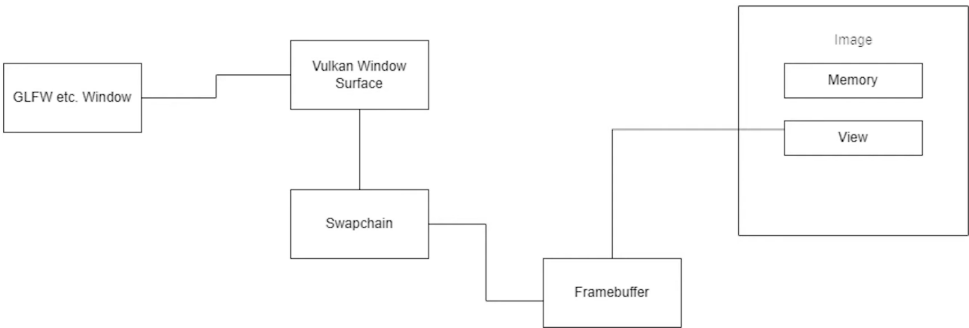 GLFW etc. Window
Vulkan Window
Surface
Swapchain
Framebuffer
Image
Memory
View